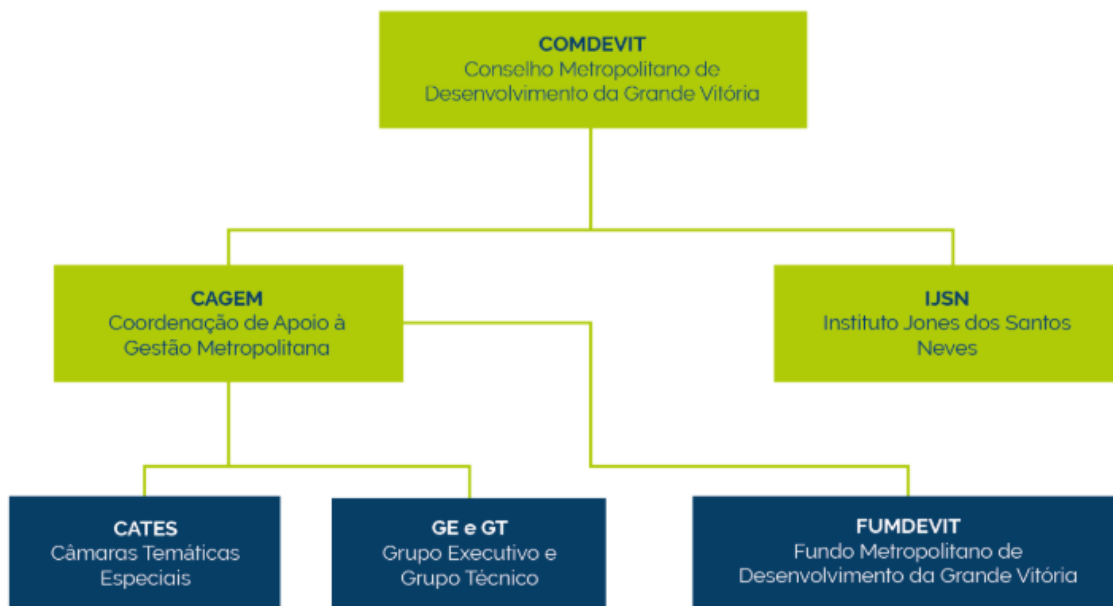 COMDEVIT
Conselho Metropolitano de
Desenvolvimento da Grande Vitória
CAGEM
Coordenação de Apoio à
Gestão Metropolitana
IJSN
Instituto Jones dos Santos
Neves
CATES
Câmaras Temáticas
Especiais
GE e GT
Grupo Executivo e
Grupo Técnico
FUMDEVIT
Fundo Metropolitano de
Desenvolvimento da Grande Vitória